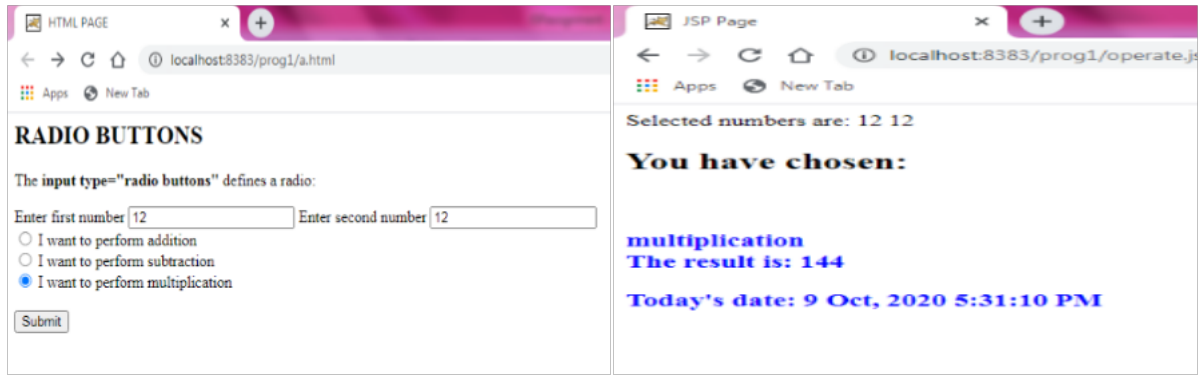 HTML PAGE
localhost:8383/prog1/a.html
Apps New Tab
RADIO BUTTONS
The input type="radio buttons" defines a radio:
Enter first number 12 Enter second number 12
I want to perform addition
I want to perform subtraction
I want to perform multiplication
Submit
JSP Page
localhost:8383/prog1/operate.js
Apps New Tab
Selected numbers are: 12 12
You have chosen:
multiplication
The result is: 144
Today's date: 9 Oct, 2020 5:31:10 PM